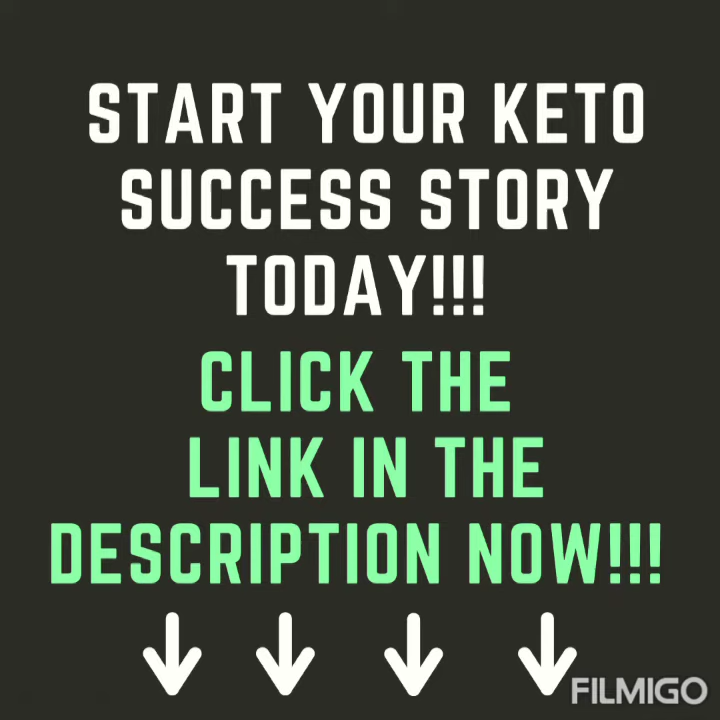 START YOUR KETO
SUCCESS STORY
TODAY!!!
CLICK THE
LINK IN THE
DESCRIPTION NOW!!!
FILMIGO